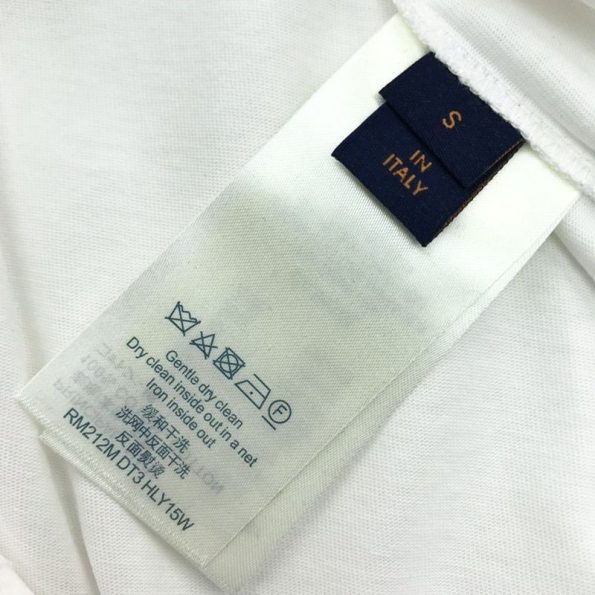 S
IN
ITALY
Gentle dry clean
Dry clean inside out in a net
Iron inside out
缓和干洗
洗网中反面干洗
反面熨烫
RM212M DT3 HLY15W